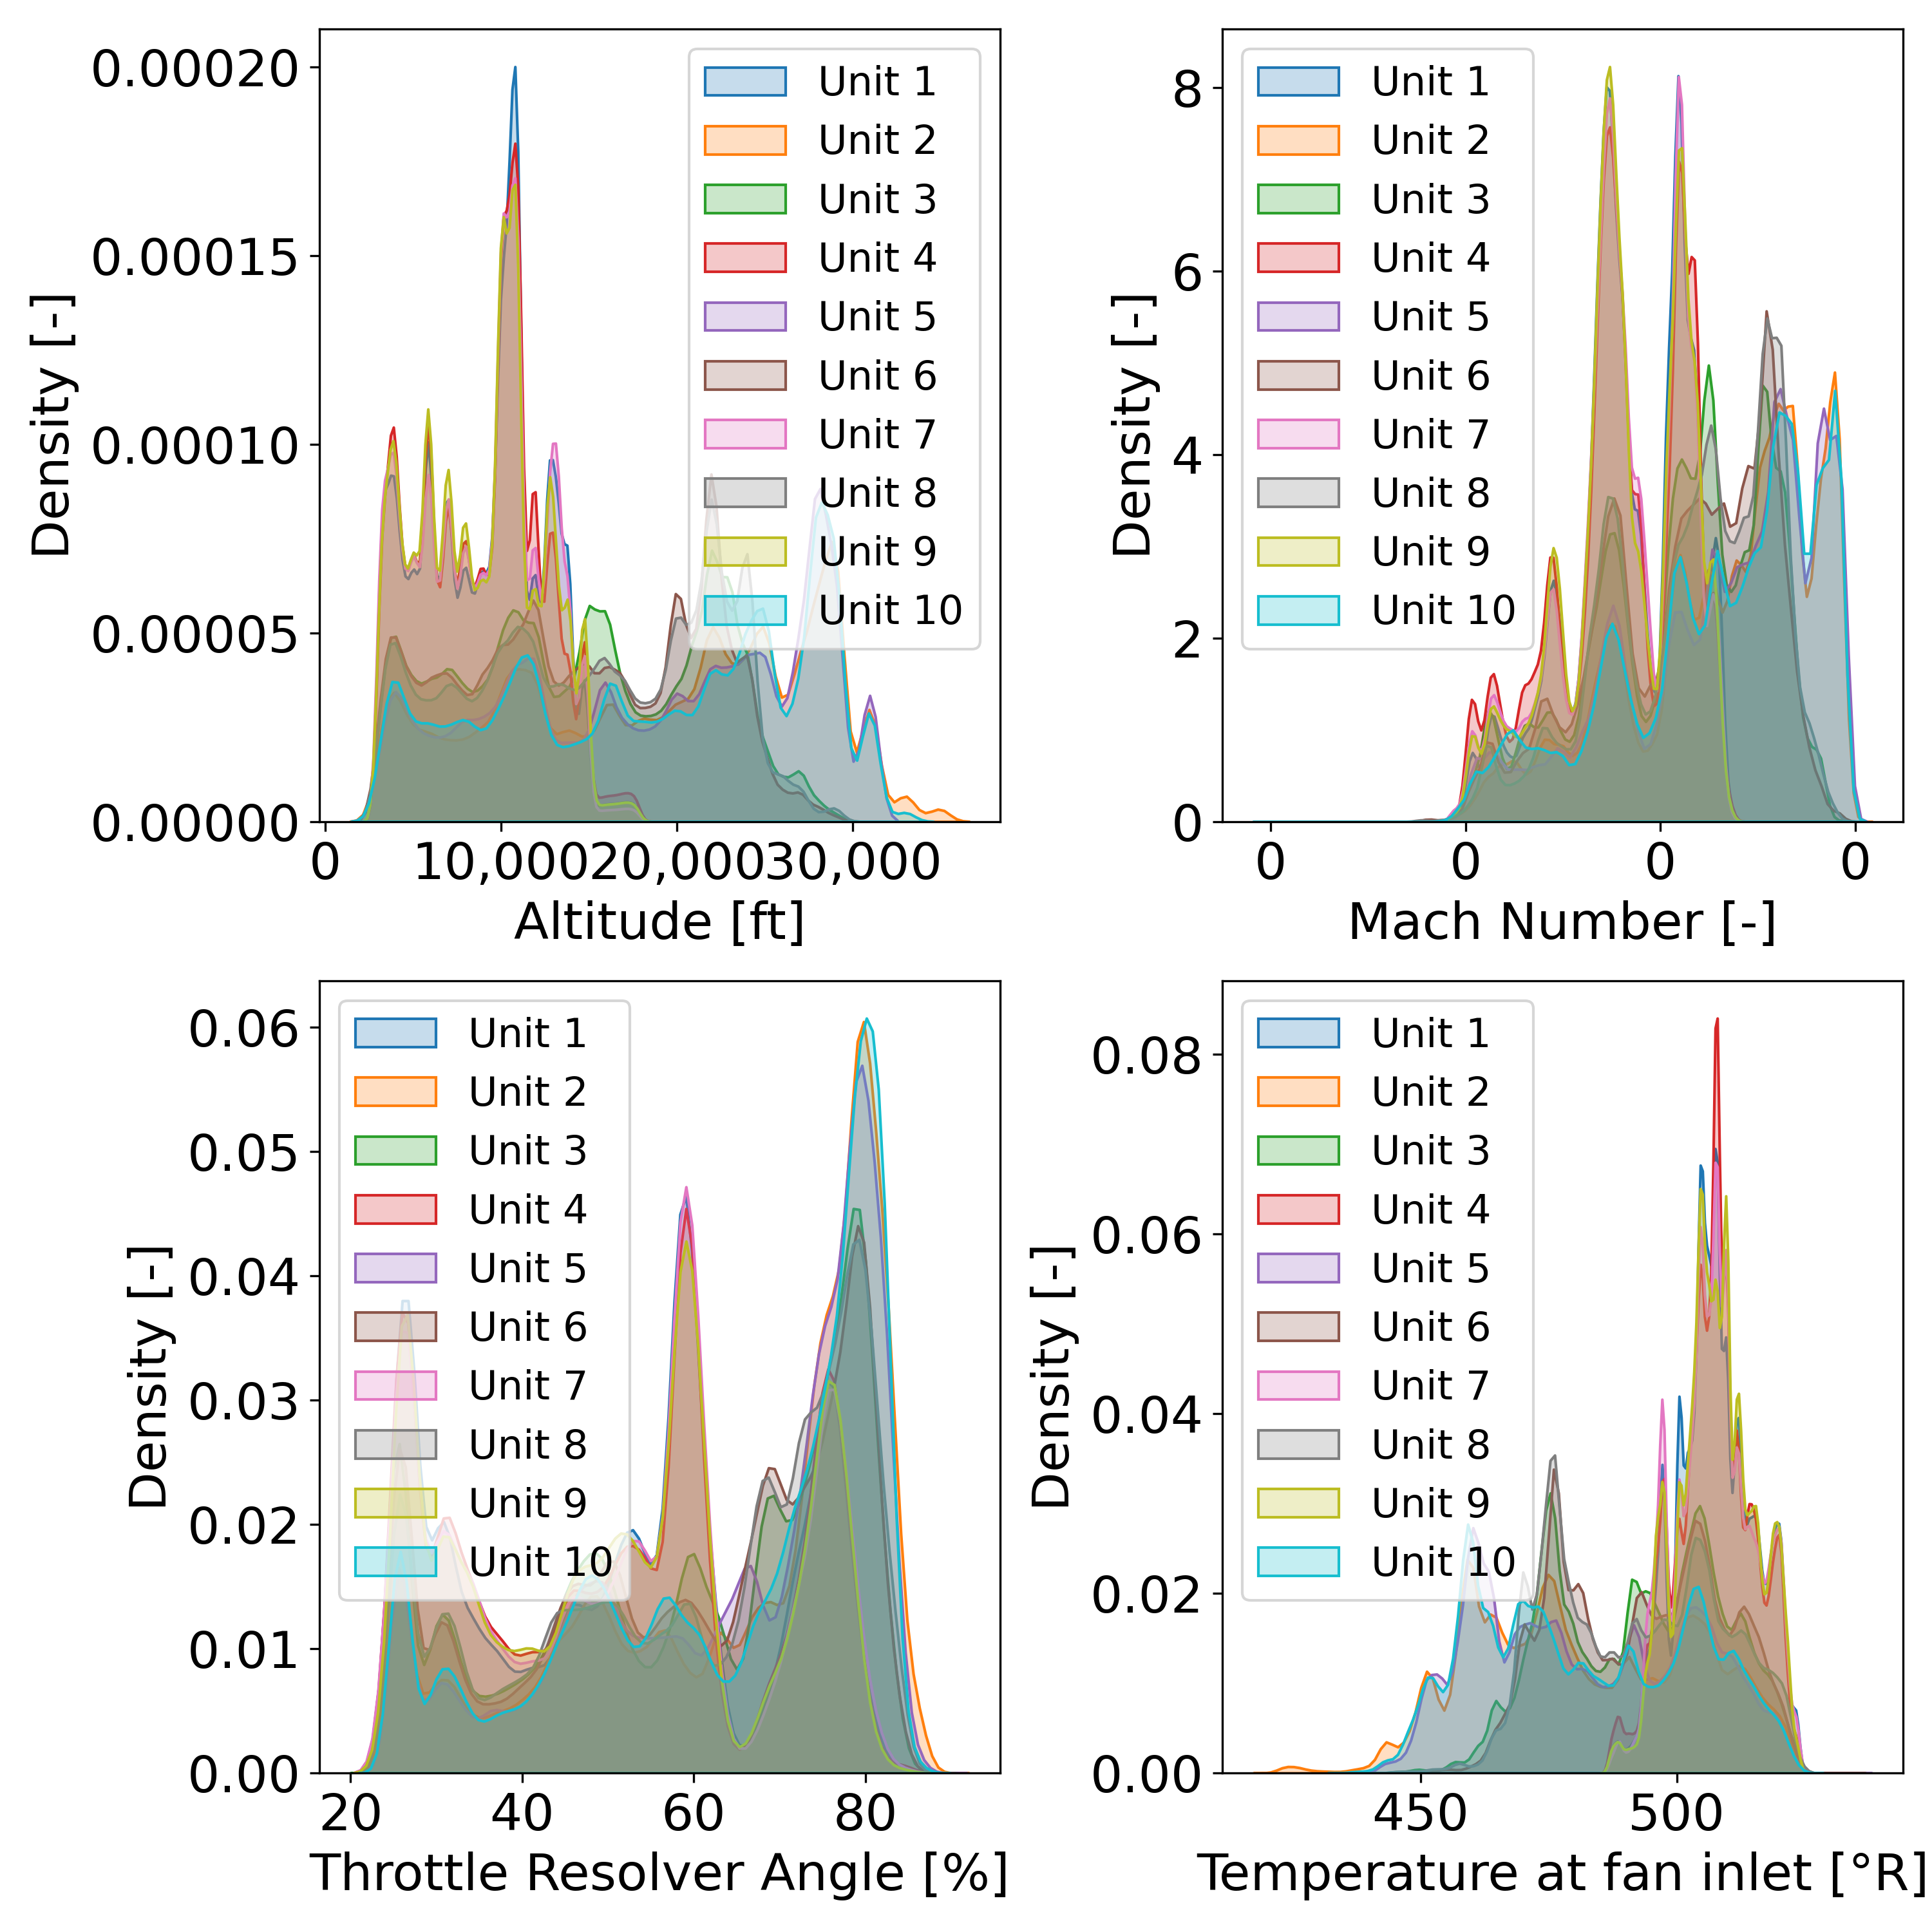 0.00020
0.00015
0.00010
0.00005
0.00000
Density [-]
0 10,000 20,000 30,000
Altitude [ft]
Unit 1
Unit 2
Unit 3
Unit 4
Unit 5
Unit 6
Unit 7
Unit 8
Unit 9
Unit 10
8
6
4
2
0
Density [-]
0 0 0 0
Mach Number [-]
Unit 1
Unit 2
Unit 3
Unit 4
Unit 5
Unit 6
Unit 7
Unit 8
Unit 9
Unit 10
0.06
0.05
0.04
0.03
0.02
0.01
0.00
Density [-]
20 40 60 80
Throttle Resolver Angle [%]
Unit 1
Unit 2
Unit 3
Unit 4
Unit 5
Unit 6
Unit 7
Unit 8
Unit 9
Unit 10
0.08
0.06
0.04
0.02
0.00
Density [-]
450 500
Temperature at fan inlet [°R]
Unit 1
Unit 2
Unit 3
Unit 4
Unit 5
Unit 6
Unit 7
Unit 8
Unit 9
Unit 10